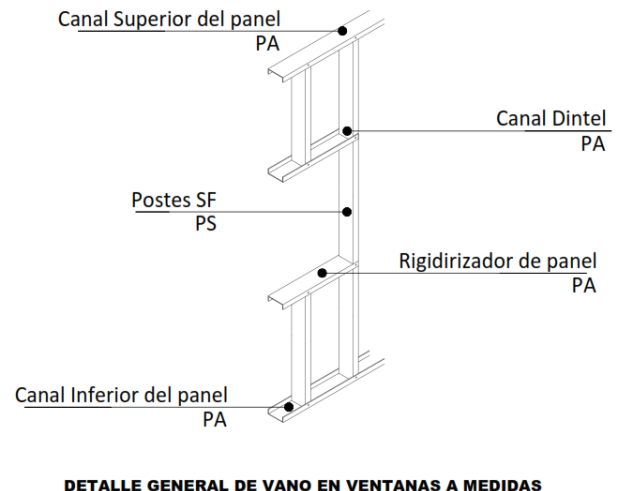 Canal Superior del panel
PA
Canal Dintel
PA
Postes SF
PS
Rigidirizador de panel
PA
Canal Inferior del panel
PA
DETALLE GENERAL DE VANO EN VENTANAS A MEDIDAS